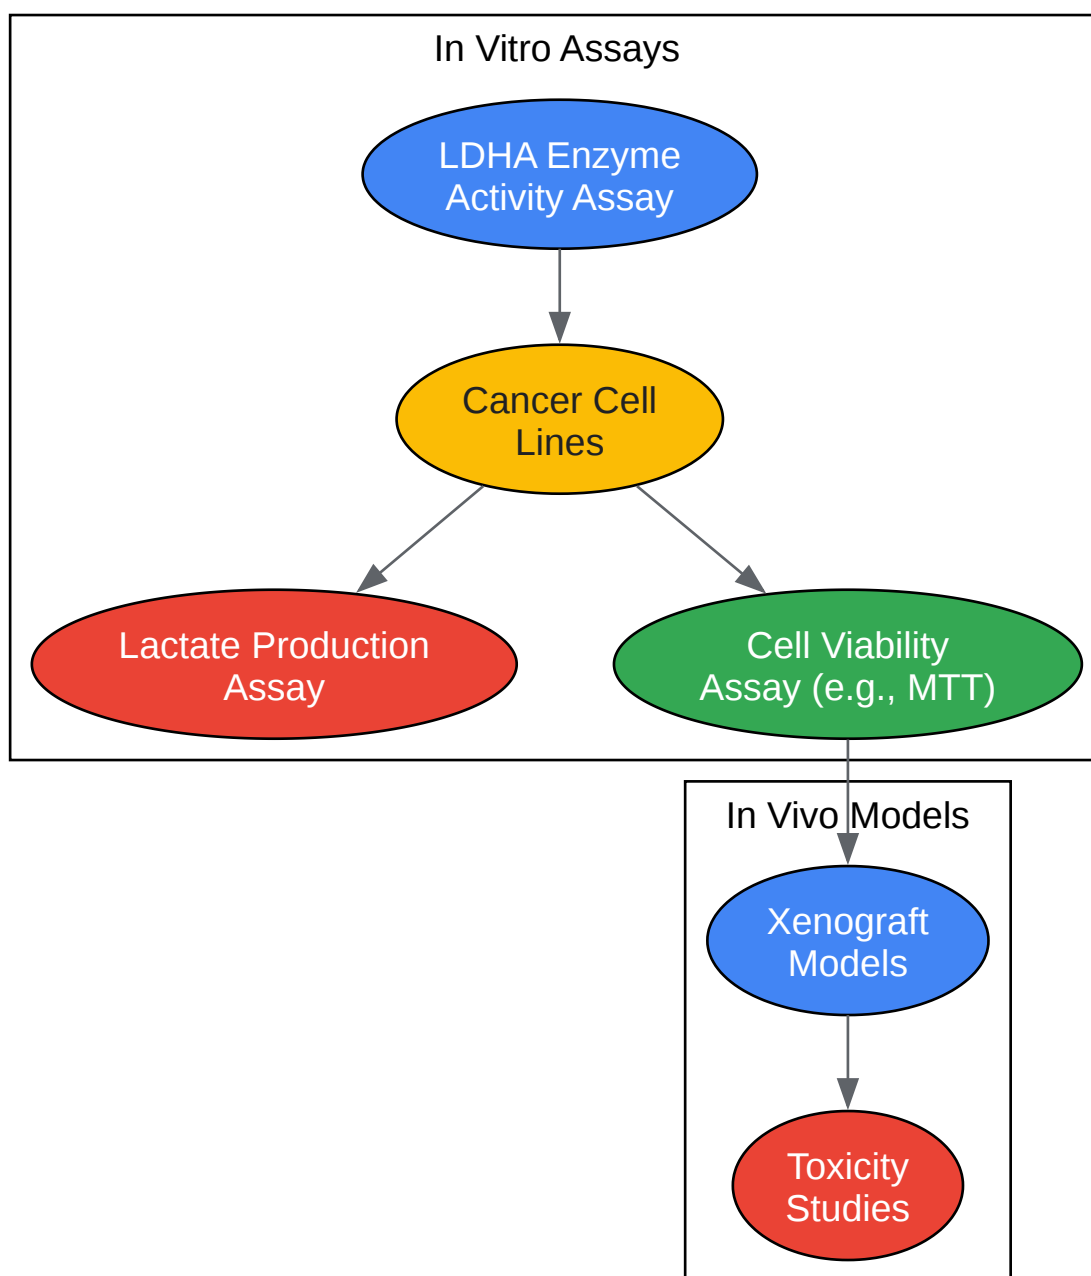 In Vitro Assays
LDHA Enzyme
Activity Assay
Cancer Cell
Lines
Lactate Production
Assay
Cell Viability
Assay (e.g., MTT)
In Vivo Models
Xenograft
Models
Toxicity
Studies